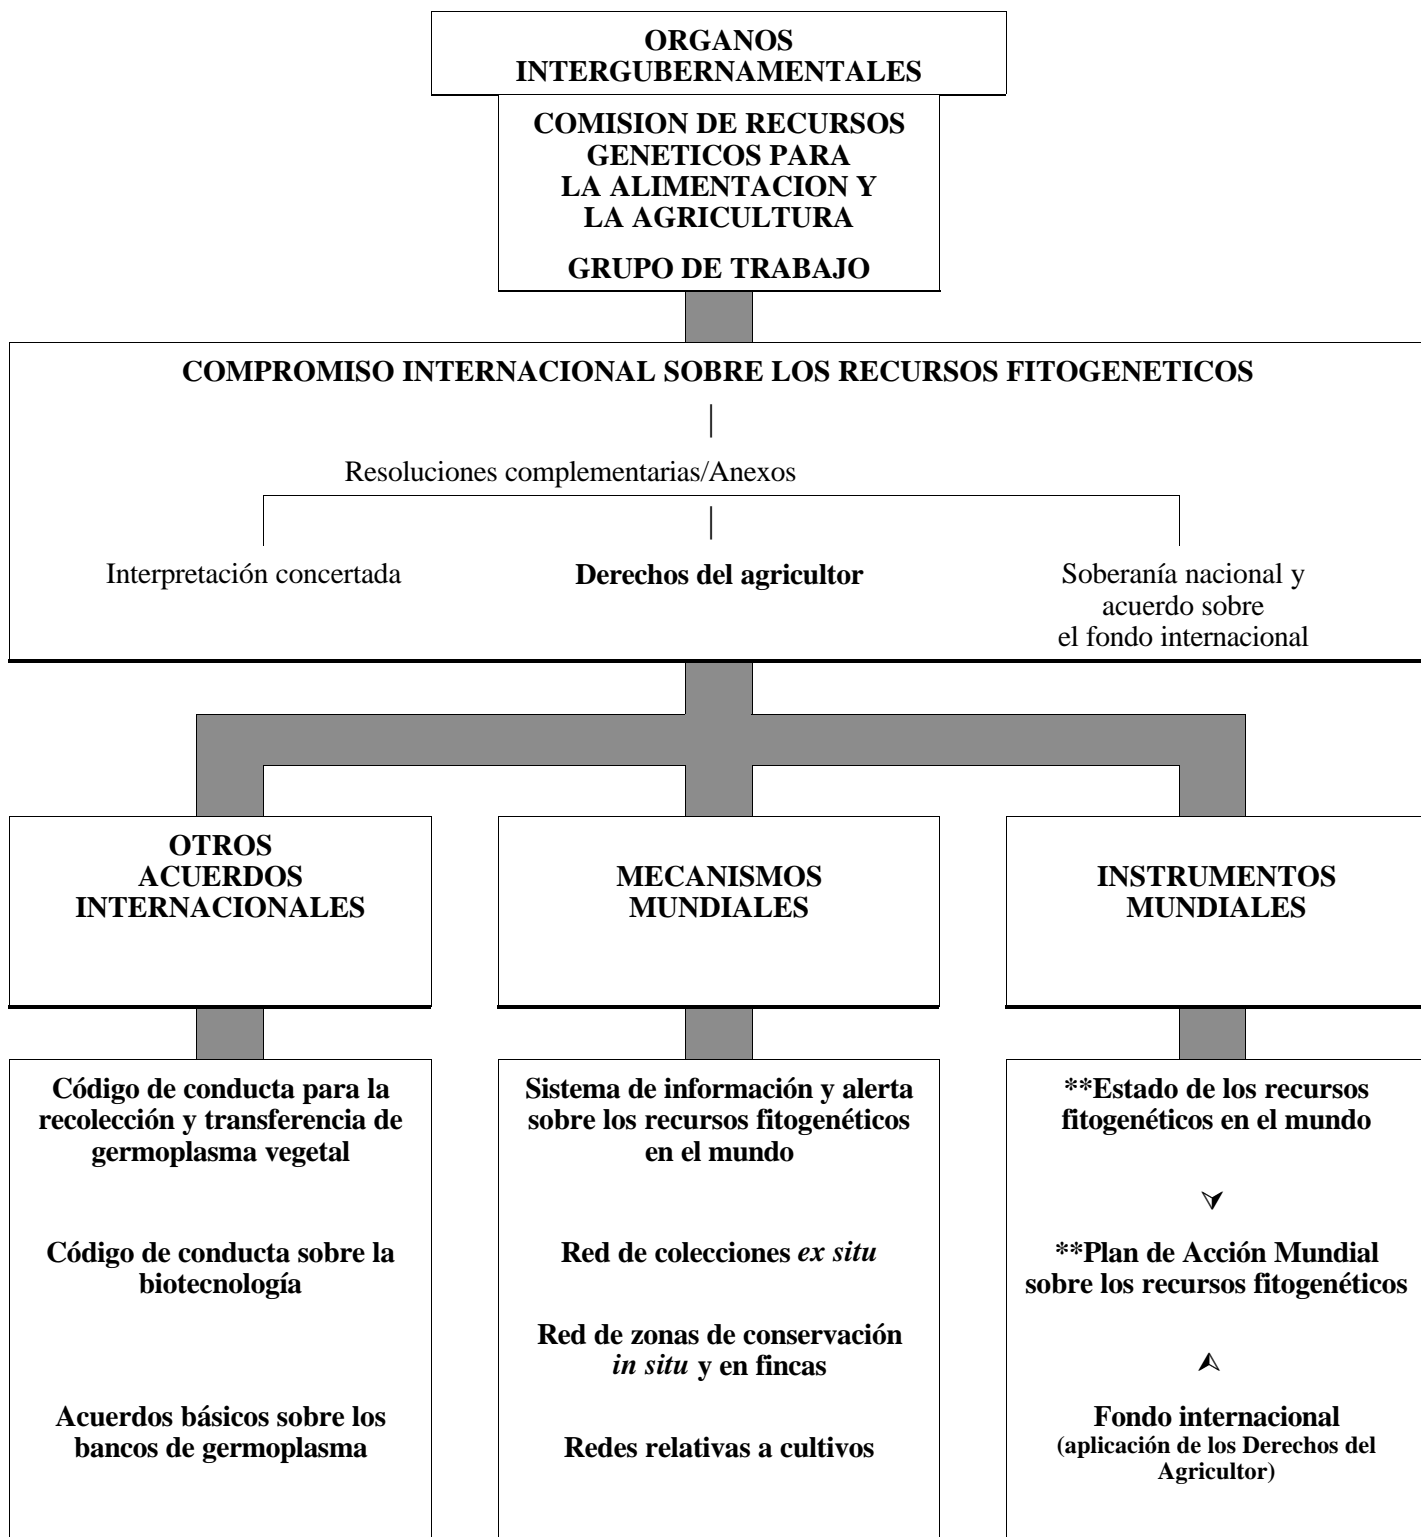 ORGANOS
INTERGUBERNAMENTALES
COMISION DE RECURSOS
GENETICOS PARA
LA ALIMENTACION Y
LA AGRICULTURA
GRUPO DE TRABAJO
COMPROMISO INTERNACIONAL SOBRE LOS RECURSOS FITOGENETICOS
Resoluciones complementarias/Anexos
Interpretación concertada
Derechos del agricultor
Soberanía nacional y
acuerdo sobre
el fondo internacional
OTROS
ACUERDOS
INTERNACIONALES
MECANISMOS
MUNDIALES
INSTRUMENTOS
MUNDIALES
Código de conducta para la
recolección y transferencia de
germoplasma vegetal
Código de conducta sobre la
biotecnología
Acuerdos básicos sobre los
bancos de germoplasma
Sistema de información y alerta
sobre los recursos fitogenéticos
en el mundo
Red de colecciones ex situ
Red de zonas de conservación
in situ y en fincas
Redes relativas a cultivos
**Estado de los recursos
fitogenéticos en el mundo
**Plan de Acción Mundial
sobre los recursos fitogenéticos
Fondo internacional
(aplicación de los Derechos del
Agricultor)